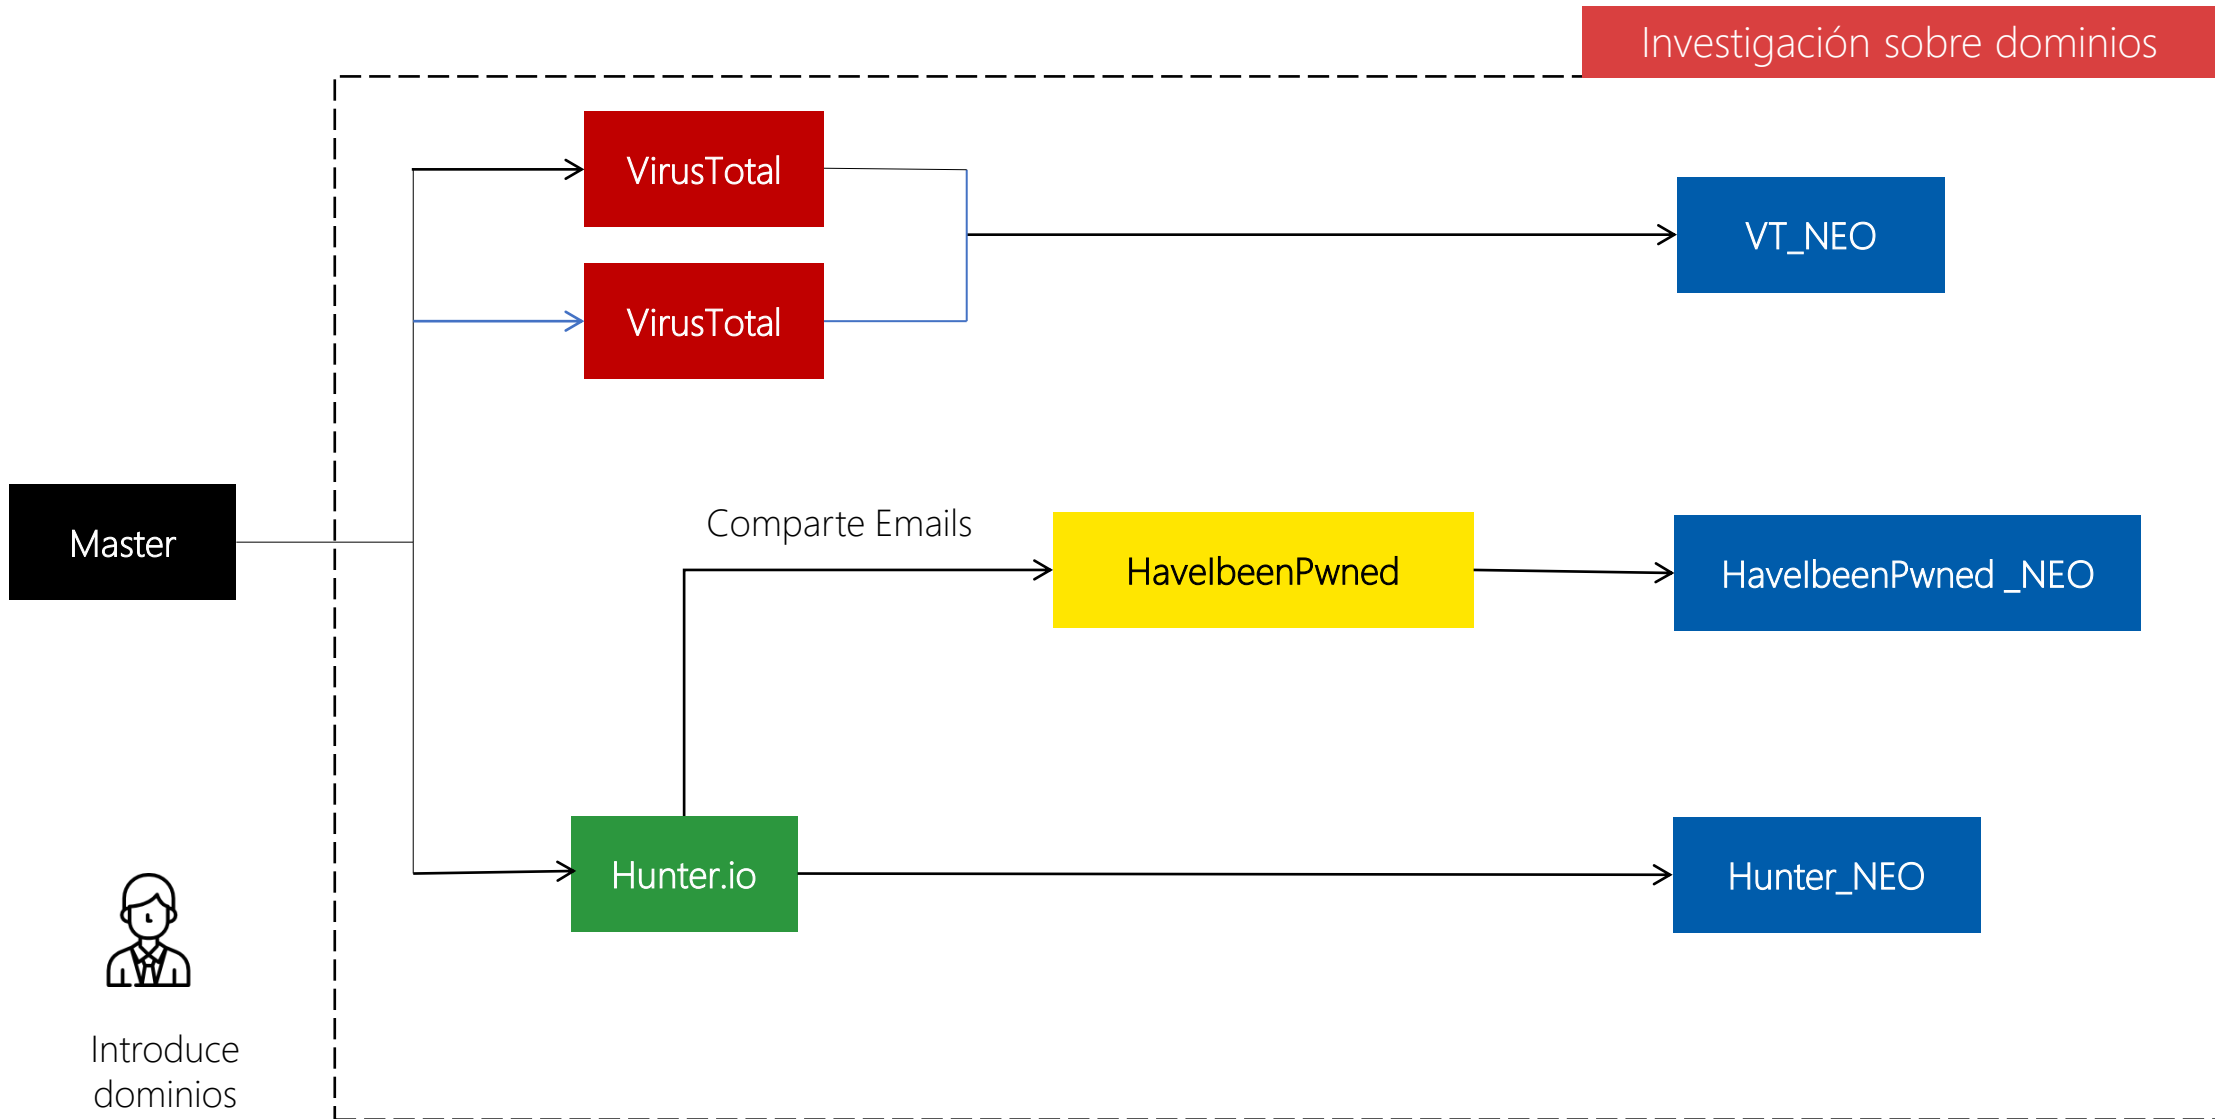 Investigación sobre dominios
VirusTotal
VT_NEO
VirusTotal
Comparte Emails
Master
HaveIbeenPwned
HaveIbeenPwned _NEO
Hunter.io
Hunter_NEO
Introduce
dominios